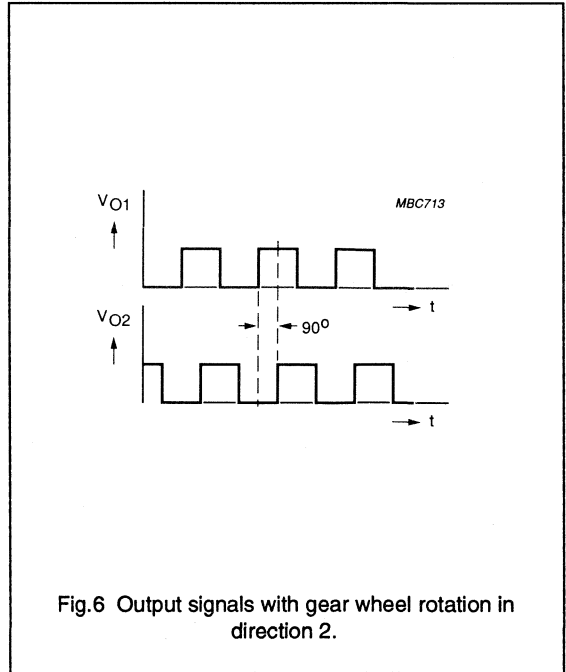 VO1
MBC713
t
VO2
90°
t
Fig.6 Output signals with gear wheel rotation in
direction 2.